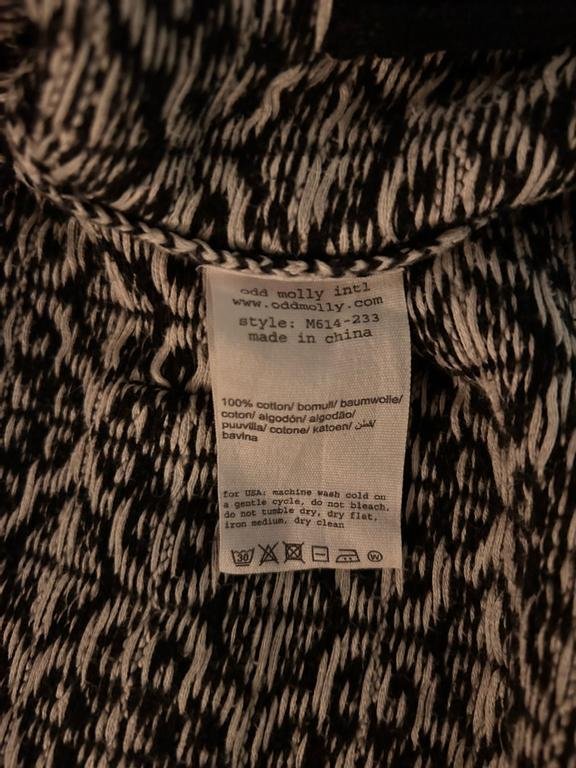 odd molly intl
www.oddmolly.com
style: M614-233
made in china
100% cotton/ bomull/ baumwolle/
coton/ algodón/ algodão/
puuvilla/ cotone/ katoen/ قطن/
bavlna
for USA: machine wash cold on
a gentle cycle, do not bleach,
do not tumble dry, dry flat,
iron medium, dry clean
30 W